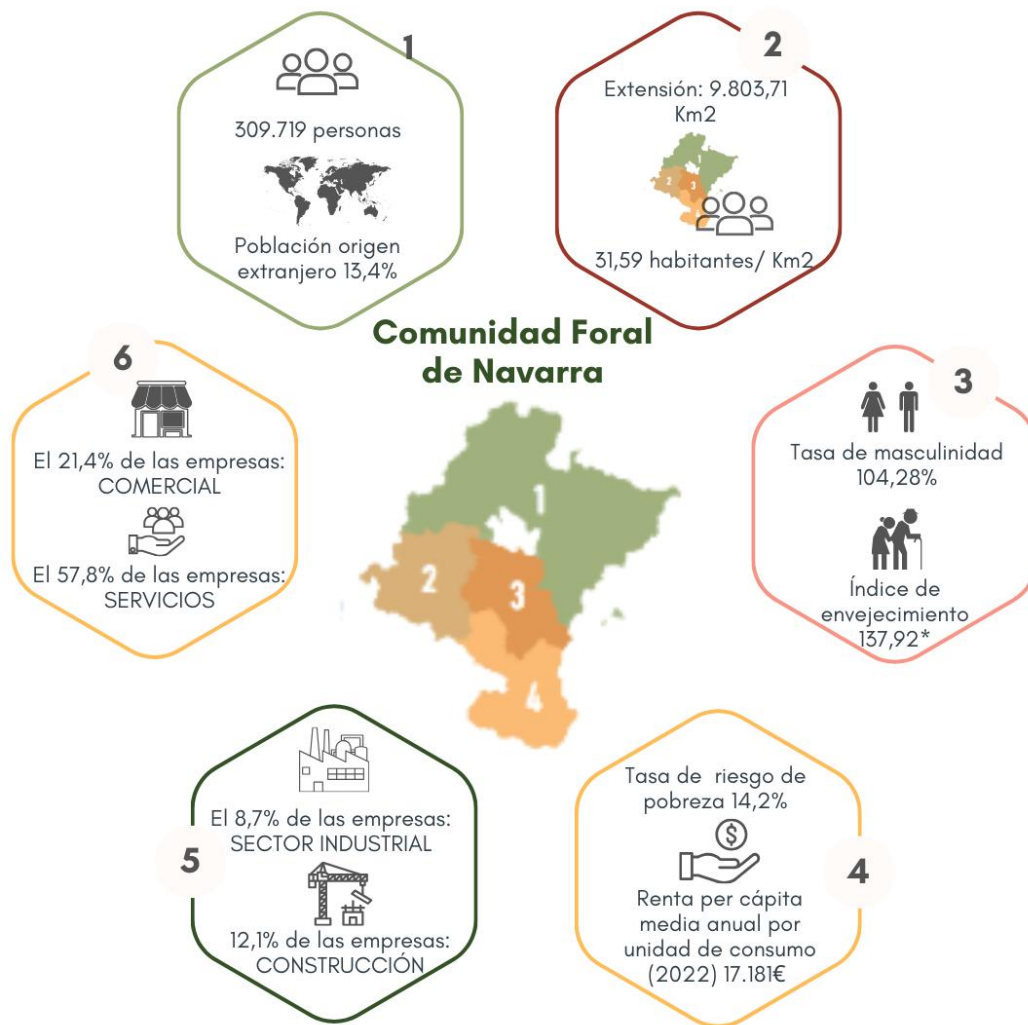 1
309.719 personas
Población origen
extranjero 13,4%
2
Extensión: 9.803,71
Km2
1
2
3
31,59 habitantes/ Km2
Comunidad Foral
de Navarra
6
El 21,4% de las empresas:
COMERCIAL
El 57,8% de las empresas:
SERVICIOS
1
2
3
4
3
Tasa de masculinidad
104,28%
Índice de
envejecimiento
137,92*
5
El 8,7% de las empresas:
SECTOR INDUSTRIAL
12,1% de las empresas:
CONSTRUCCIÓN
4
Tasa de riesgo de
pobreza 14,2%
$
Renta per cápita
media anual por
unidad de consumo
(2022) 17.181€